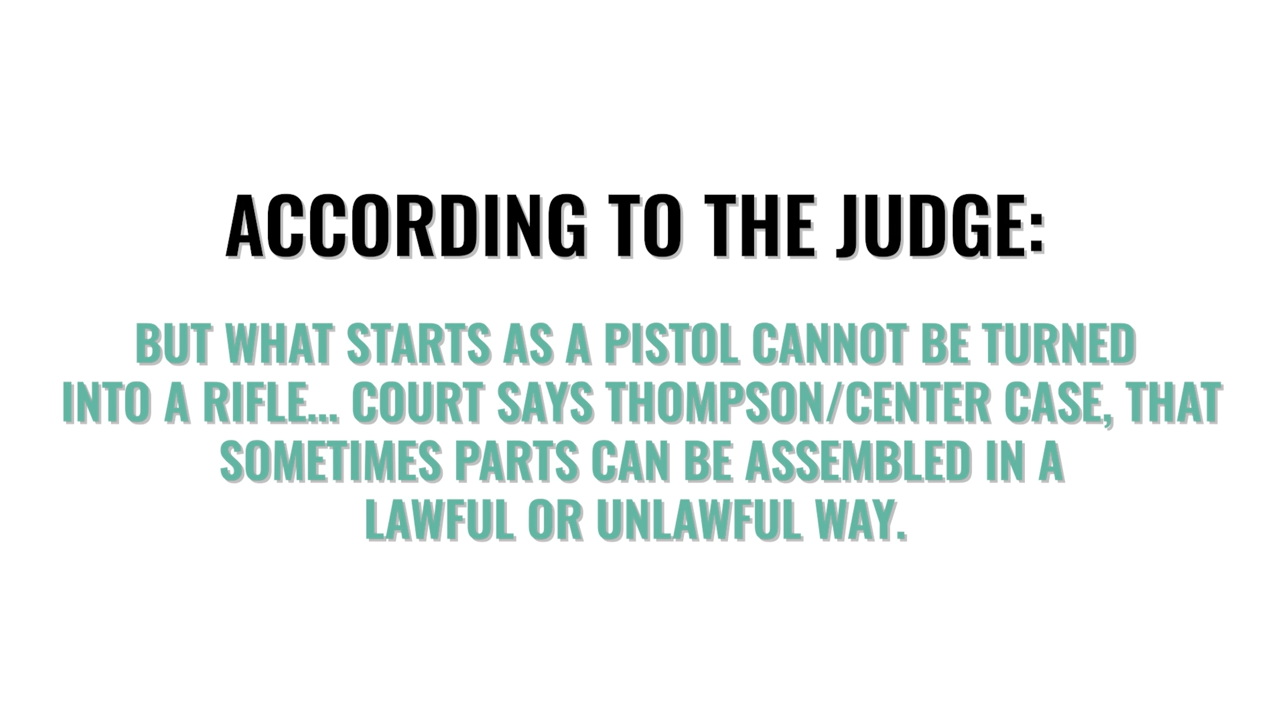 ACCORDING TO THE JUDGE:
BUT WHAT STARTS AS A PISTOL CANNOT BE TURNED
INTO A RIFLE... COURT SAYS THOMPSON/CENTER CASE, THAT
SOMETIMES PARTS CAN BE ASSEMBLED IN A
LAWFUL OR UNLAWFUL WAY.